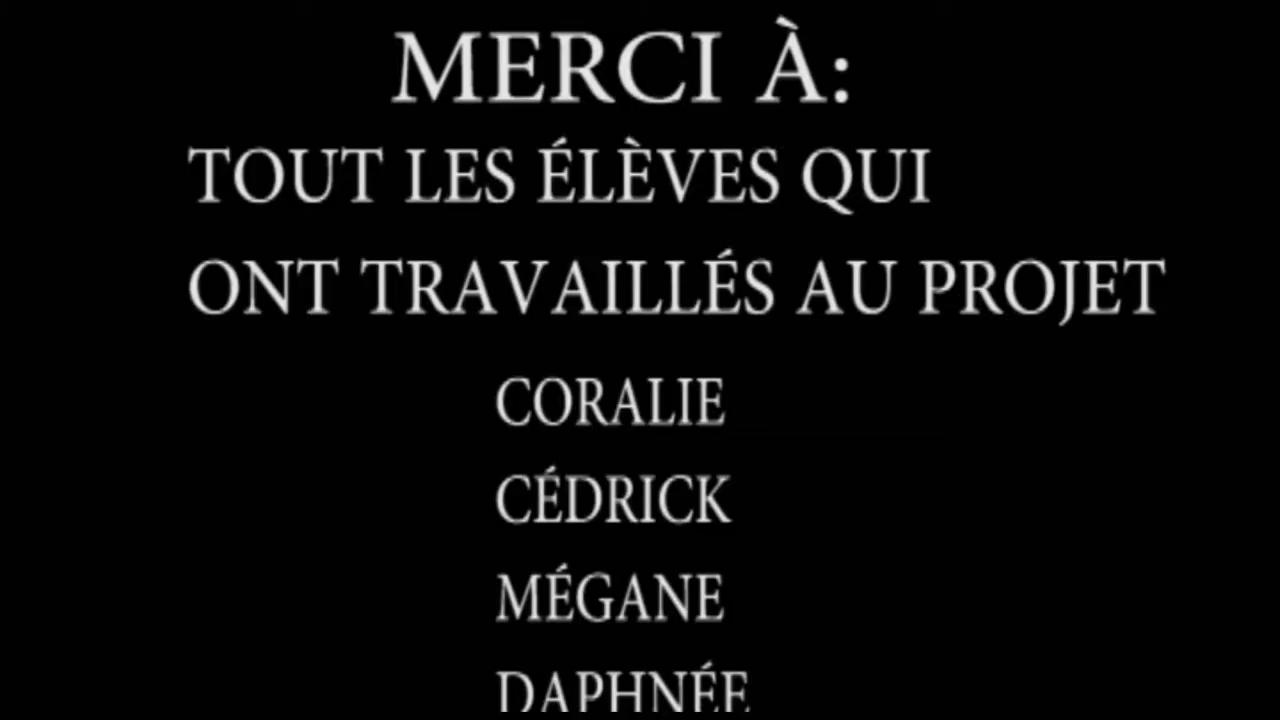 MERCI À:
TOUT LES ÉLÈVES QUI
ONT TRAVAILLÉS AU PROJET
CORALIE
CÉDRICK
MÉGANE
DAPHNÉE